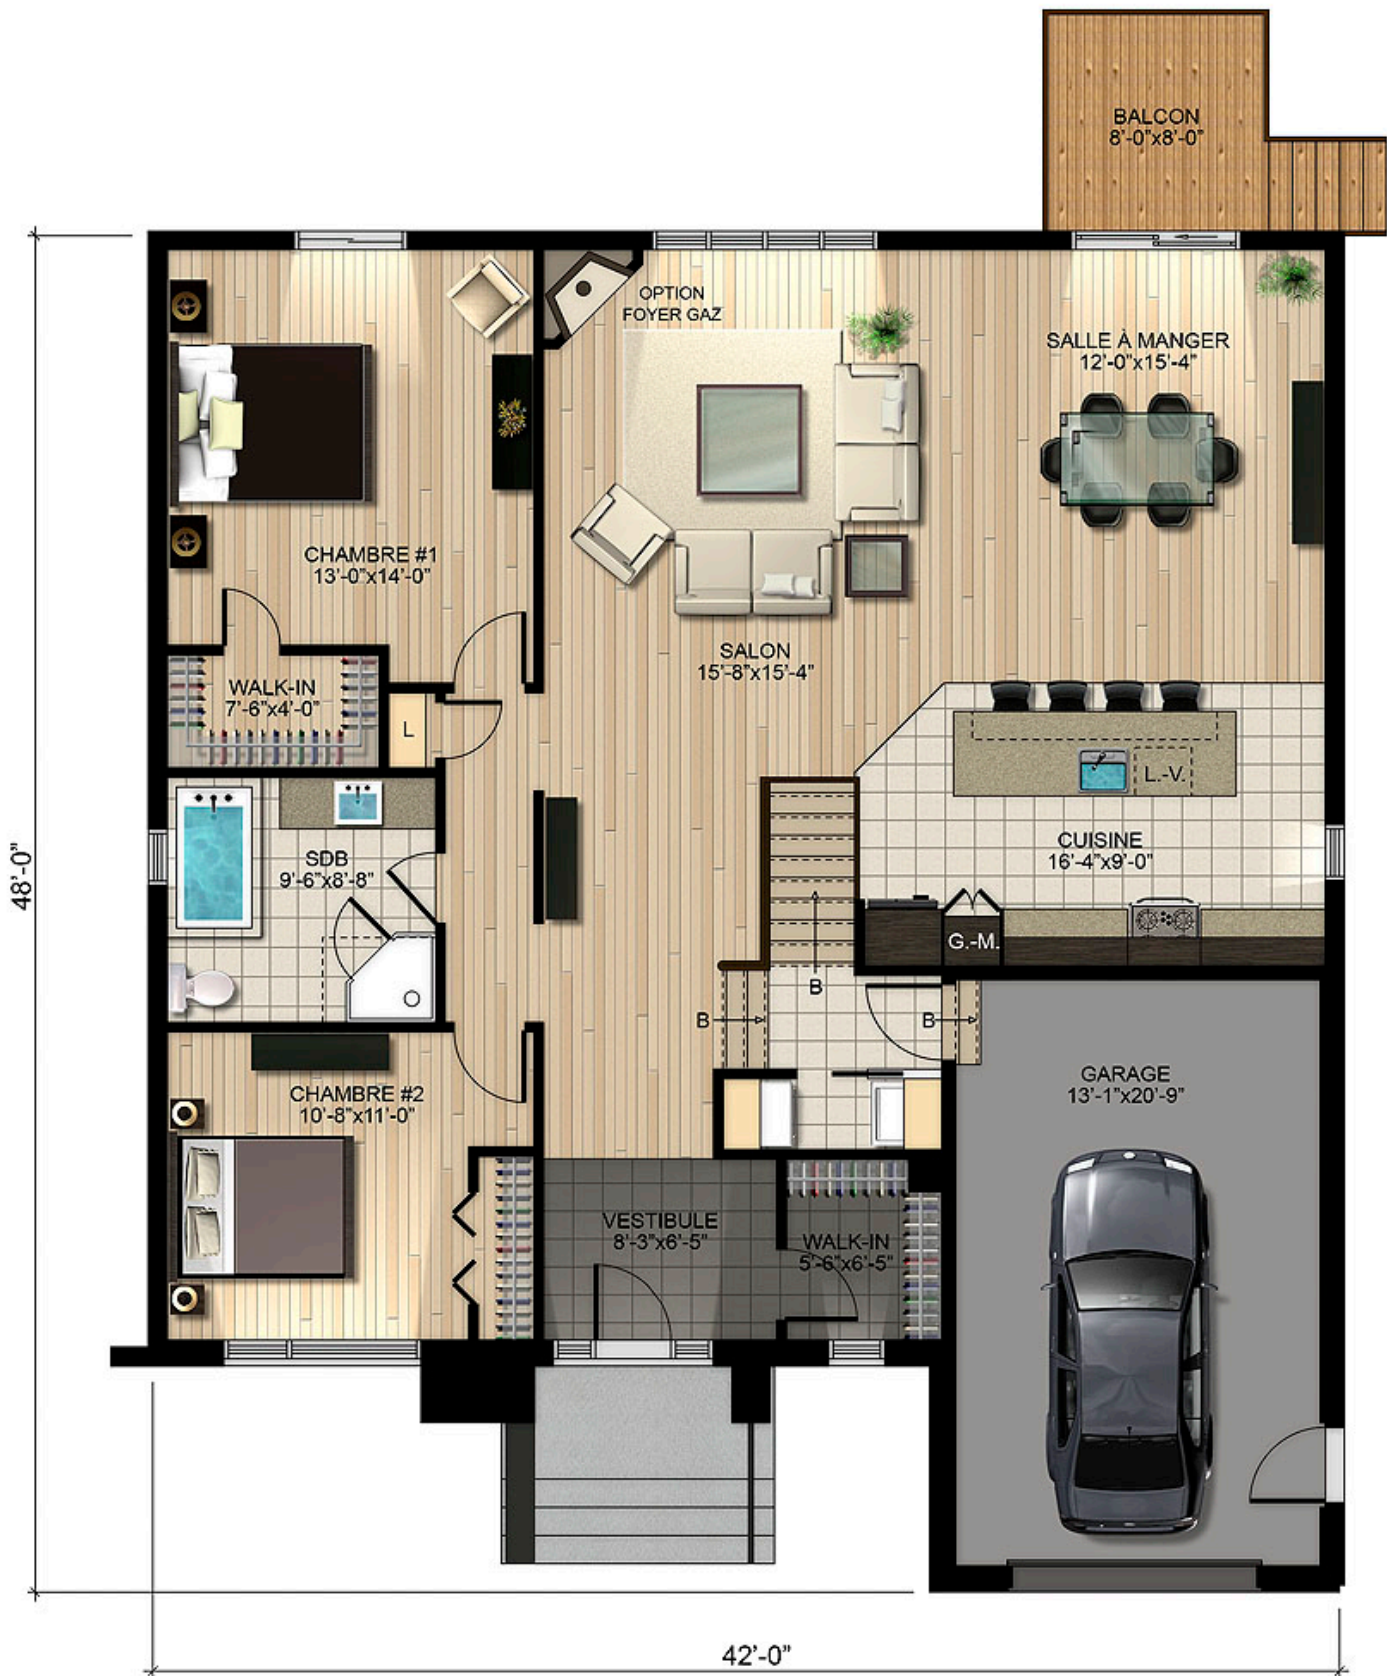 BALCON
8'-0"x8'-0"
OPTION
FOYER GAZ
SALLE À MANGER
12'-0"x15'-4"
CHAMBRE #1
13'-0"x14'-0"
SALON
15'-8"x15'-4"
WALK-IN
7'-6"x4'-0"
L
L.-V.
CUISINE
16'-4"x9'-0"
SDB
9'-6"x8'-8"
48'-0"
G.-M.
B
B
B
GARAGE
13'-1"x20'-9"
CHAMBRE #2
10'-8"x11'-0"
VESTIBULE
8'-3"x6'-5"
WALK-IN
5'-6"x6'-5"
42'-0"